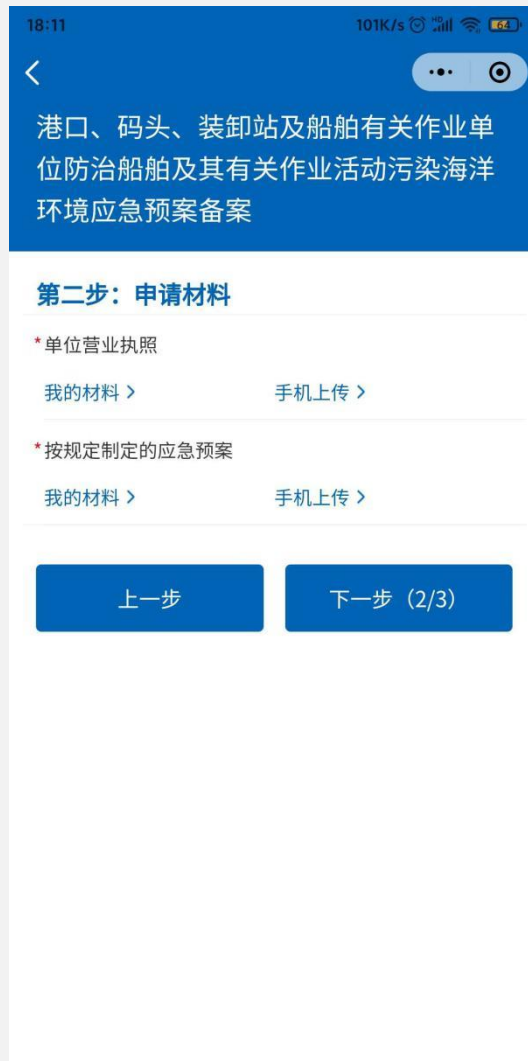 18:11
101K/s HD 64
港口、码头、装卸站及船舶有关作业单
位防治船舶及其有关作业活动污染海洋
环境应急预案备案
第二步：申请材料
*单位营业执照
我的材料 手机上传
*按规定制定的应急预案
我的材料 手机上传
上一步 下一步（2/3）